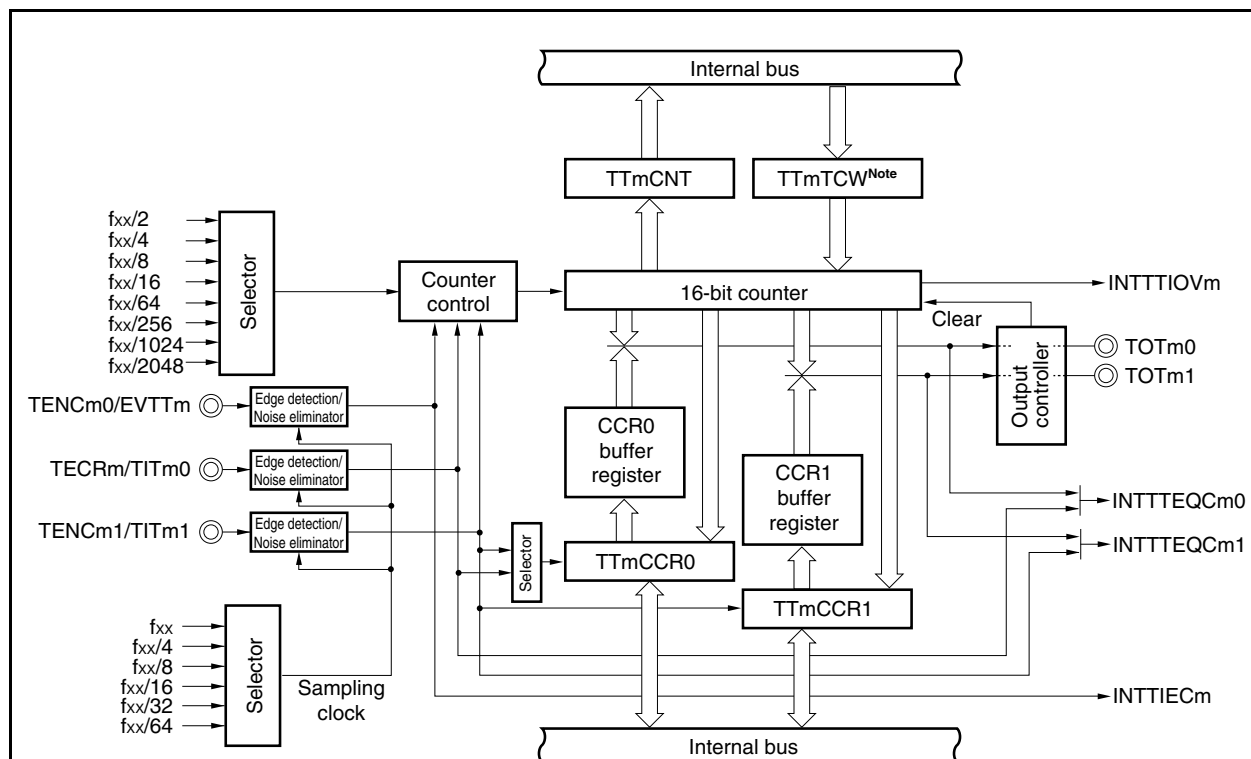 Internal bus
TTmCNT
TTmTCWNote
fxx/2
fxx/4
fxx/8
fxx/16
fxx/64
fxx/256
fxx/1024
fxx/2048
Selector
Counter
control
16-bit counter
INTTTIOVm
Clear
Output
controller
TOTm0
TOTm1
TENCm0/EVTTm
Edge detection/
Noise eliminator
TECRm/TITm0
Edge detection/
Noise eliminator
TENCm1/TITm1
Edge detection/
Noise eliminator
CCR0
buffer
register
CCR1
buffer
register
INTTTEQCm0
INTTTEQCm1
Selector
TTmCCR0
TTmCCR1
fxx
fxx/4
fxx/8
fxx/16
fxx/32
fxx/64
Selector
Sampling
clock
INTTIECm
Internal bus